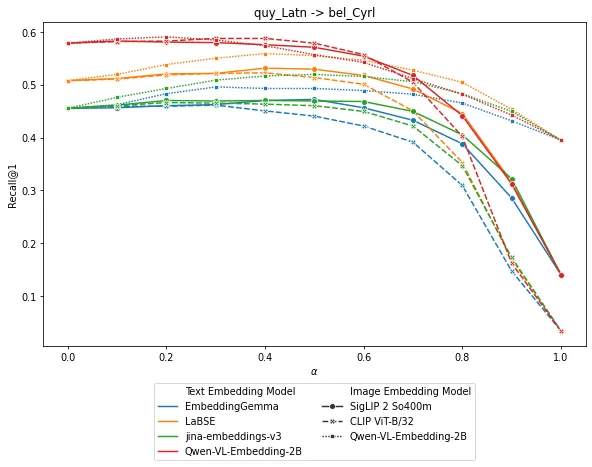 quy_Latn -> bel_Cyrl
Recall@1
0.6
0.5
0.4
0.3
0.2
0.1
0.0 0.2 0.4 0.6 0.8 1.0
α
Text Embedding Model Image Embedding Model
EmbeddingGemma SigLIP 2 So400m
LaBSE CLIP ViT-B/32
jina-embeddings-v3 Qwen-VL-Embedding-2B
Qwen-VL-Embedding-2B